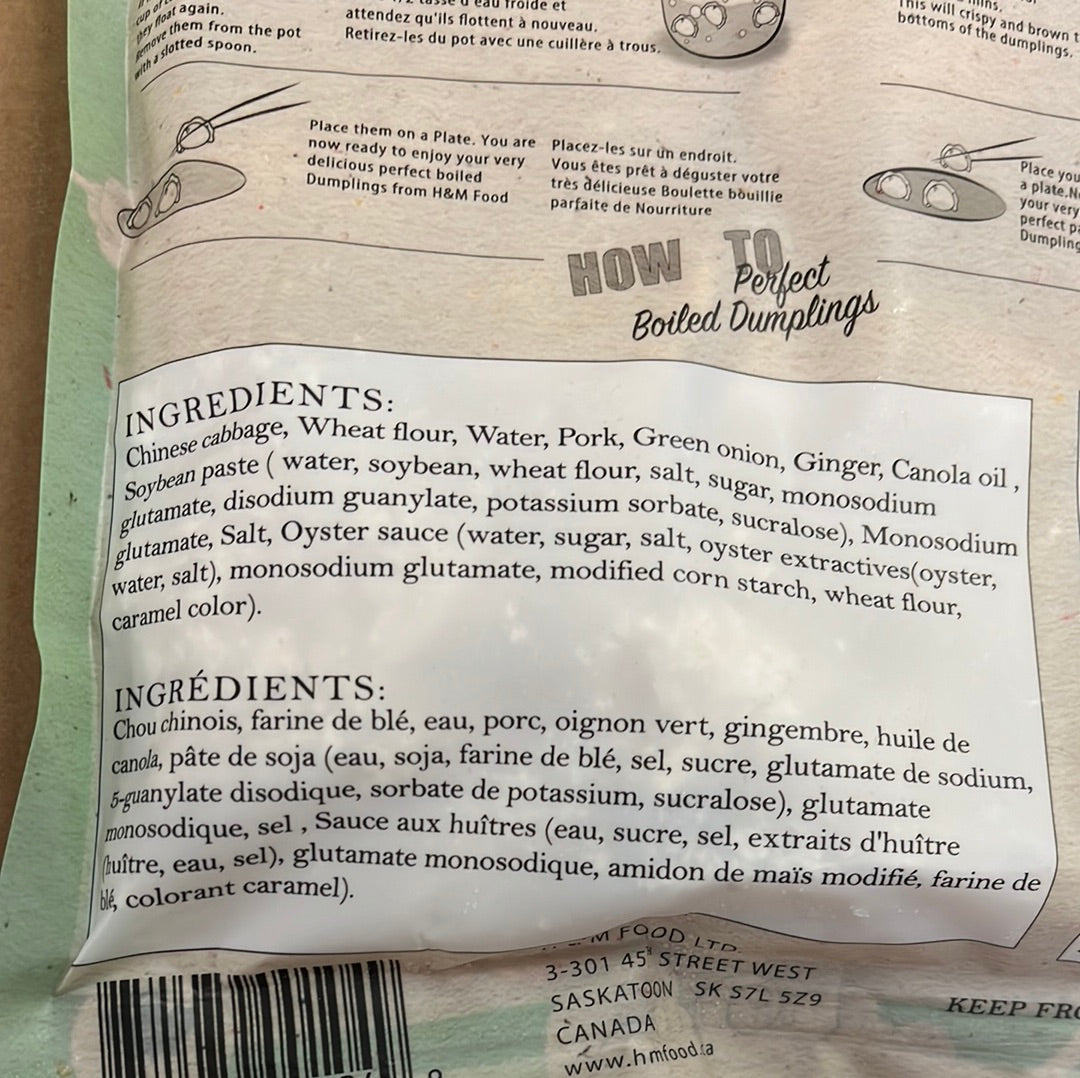 they float again.
Remove them from the pot
with a slotted spoon.
d'eau froide et
attendez qu'ils flottent à nouveau.
Retirez-les du pot avec une cuillère à trous.
This will crispy and brown
bottoms of the dumplings.
Place them on a Plate. You are
now ready to enjoy your very
delicious perfect boiled
Dumplings from H&M Food
Placez-les sur un endroit.
Vous êtes prêt à déguster votre
très délicieuse Boulette bouillie
parfaite de Nourriture
Place
a plate.
your very
perfect
HOW TO
Perfect
Boiled Dumplings
INGREDIENTS:
Chinese cabbage, Wheat flour, Water, Pork, Green onion, Ginger, Canola oil ,
Soybean paste ( water, soybean, wheat flour, salt, sugar, monosodium
glutamate, disodium guanylate, potassium sorbate, sucralose), Monosodium
glutamate, Salt, Oyster sauce (water, sugar, salt, oyster extractives(oyster,
water, salt), monosodium glutamate, modified corn starch, wheat flour,
caramel color).
INGRÉDIENTS:
Chou chinois, farine de blé, eau, porc, oignon vert, gingembre, huile de
canola, pâte de soja (eau, soja, farine de blé, sel, sucre, glutamate de sodium,
5-guanylate disodique, sorbate de potassium, sucralose), glutamate
monosodique, sel , Sauce aux huîtres (eau, sucre, sel, extraits d'huître
(huître, eau, sel), glutamate monosodique, amidon de maïs modifié, farine de
blé, colorant caramel).
M FOOD LTD
3-301 45 STREET WEST
SASKATOON SK S7L 5Z9
CANADA
www.hmfood.ca
KEEP